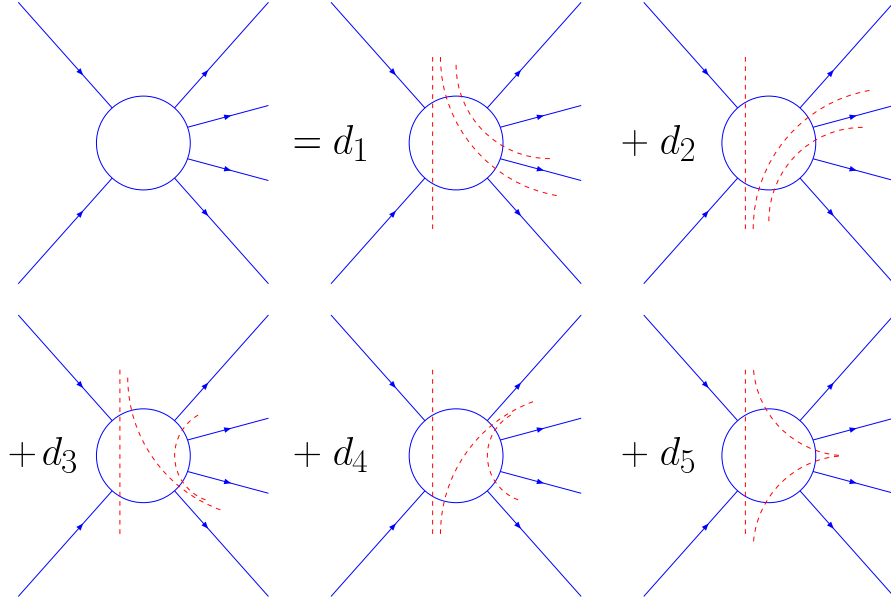 = d₁ + d₂
+ d₃ + d₄ + d₅